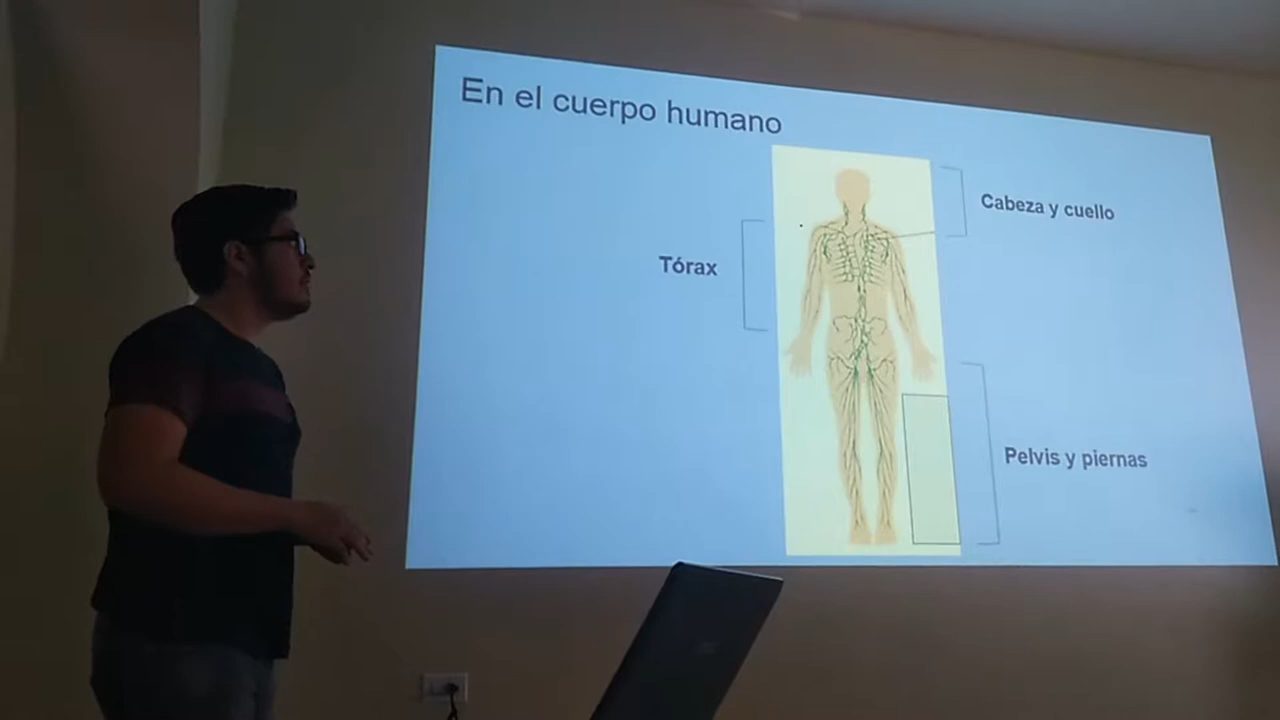 En el cuerpo humano
Cabeza y cuello
Tórax
Pelvis y piernas